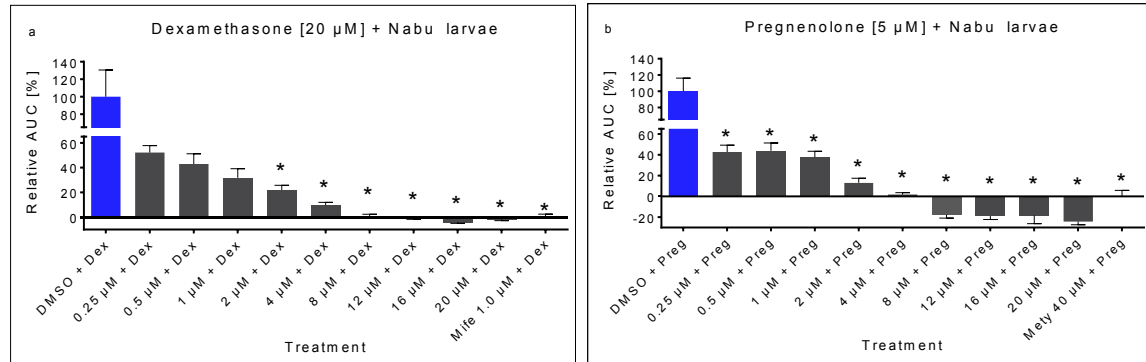 a
Dexamethasone [20 µM] + Nabu larvae
Relative AUC [%]
140
120
100
80
60
40
20
0
* * * * * * *
DMSO + Dex
0.25 µM + Dex
0.5 µM + Dex
1 µM + Dex
2 µM + Dex
4 µM + Dex
8 µM + Dex
12 µM + Dex
16 µM + Dex
20 µM + Dex
Mife 1.0 µM + Dex
Treatment
b
Pregnenolone [5 µM] + Nabu larvae
Relative AUC [%]
140
120
100
80
60
40
20
0
-20
* * * * * * * * * *
DMSO + Preg
0.25 µM + Preg
0.5 µM + Preg
1 µM + Preg
2 µM + Preg
4 µM + Preg
8 µM + Preg
12 µM + Preg
16 µM + Preg
20 µM + Preg
Mety 40 µM + Preg
Treatment